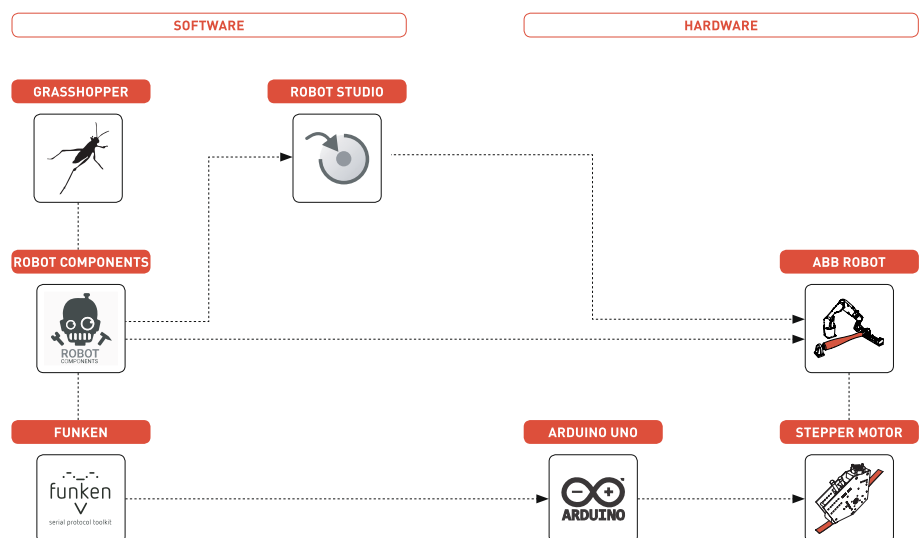 SOFTWARE
HARDWARE
GRASSHOPPER
ROBOT STUDIO
ROBOT COMPONENTS
ABB ROBOT
ROBOT
COMPONENTS
FUNKEN
ARDUINO UNO
STEPPER MOTOR
funken
serial protocol toolkit
ARDUINO